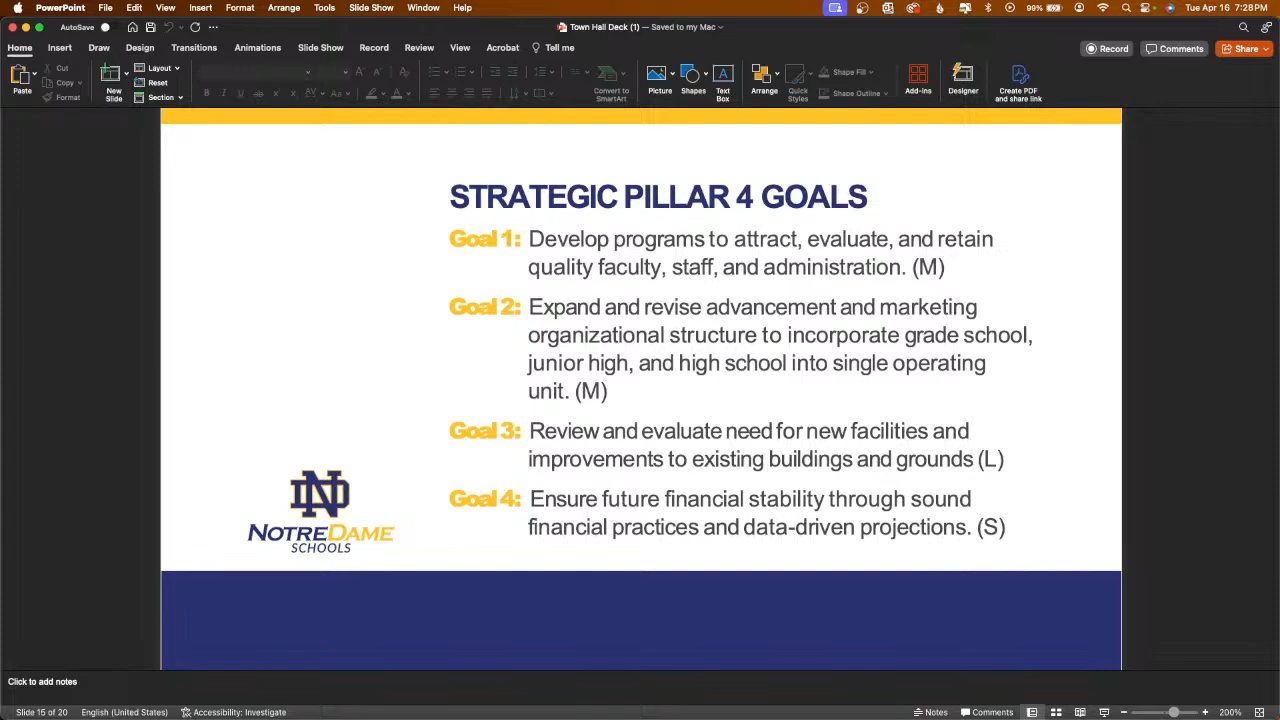 PowerPoint File Edit View Insert Format Arrange Tools Slide Show Window Help 99% Tue Apr 16 7:28 PM
AutoSave Town Hall Deck (1) — Saved to my Mac
Home Insert Draw Design Transitions Animations Slide Show Record Review View Acrobat Tell me Record Comments Share
Paste Cut Copy Format
New Slide Layout Reset Section
Convert to SmartArt
Picture Shapes Text Box Arrange Quick Styles Shape Fill Shape Outline Add-ins Designer Create PDF and share link
STRATEGIC PILLAR 4 GOALS
Goal 1: Develop programs to attract, evaluate, and retain
quality faculty, staff, and administration. (M)
Goal 2: Expand and revise advancement and marketing
organizational structure to incorporate grade school,
junior high, and high school into single operating
unit. (M)
Goal 3: Review and evaluate need for new facilities and
improvements to existing buildings and grounds (L)
Goal 4: Ensure future financial stability through sound
financial practices and data-driven projections. (S)
ND
NOTRE DAME
SCHOOLS
Click to add notes
Slide 15 of 20 English (United States) Accessibility: Investigate Notes Comments 200%